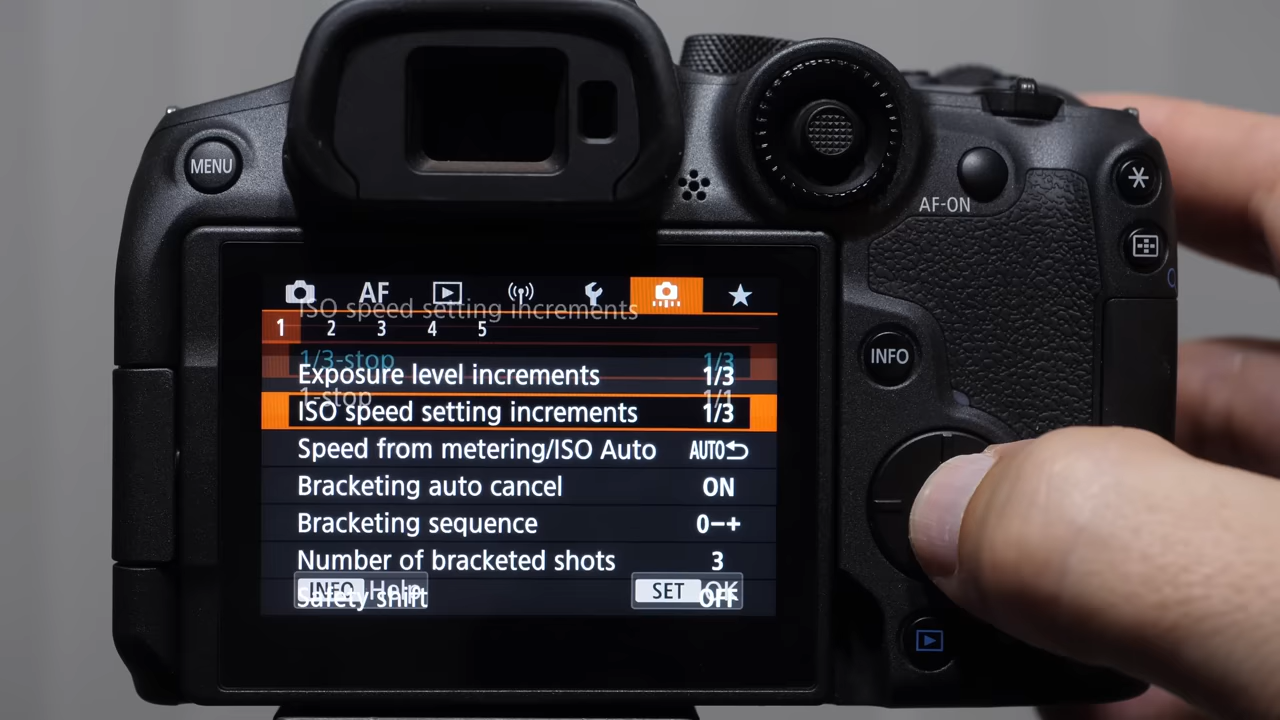 MENU
AF-ON
INFO
AF
ISO speed setting increments
1 2 3 4 5
1/3-stop 1/3
Exposure level increments 1/3
1-stop 1/1
ISO speed setting increments 1/3
Speed from metering/ISO Auto AUTO
Bracketing auto cancel ON
Bracketing sequence 0−+
Number of bracketed shots 3
INFO Help SET OK
Safety shift OFF
Q